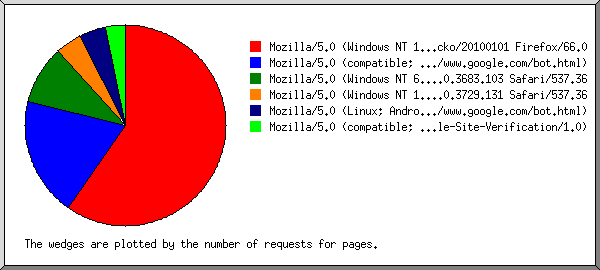 Mozilla/5.0 (Windows NT 1...cko/20100101 Firefox/66.0
Mozilla/5.0 (compatible; .../www.google.com/bot.html)
Mozilla/5.0 (Windows NT 6....0.3683.103 Safari/537.36
Mozilla/5.0 (Windows NT 1....0.3729.131 Safari/537.36
Mozilla/5.0 (Linux; Andro.../www.google.com/bot.html)
Mozilla/5.0 (compatible; ...le-Site-Verification/1.0)
The wedges are plotted by the number of requests for pages.